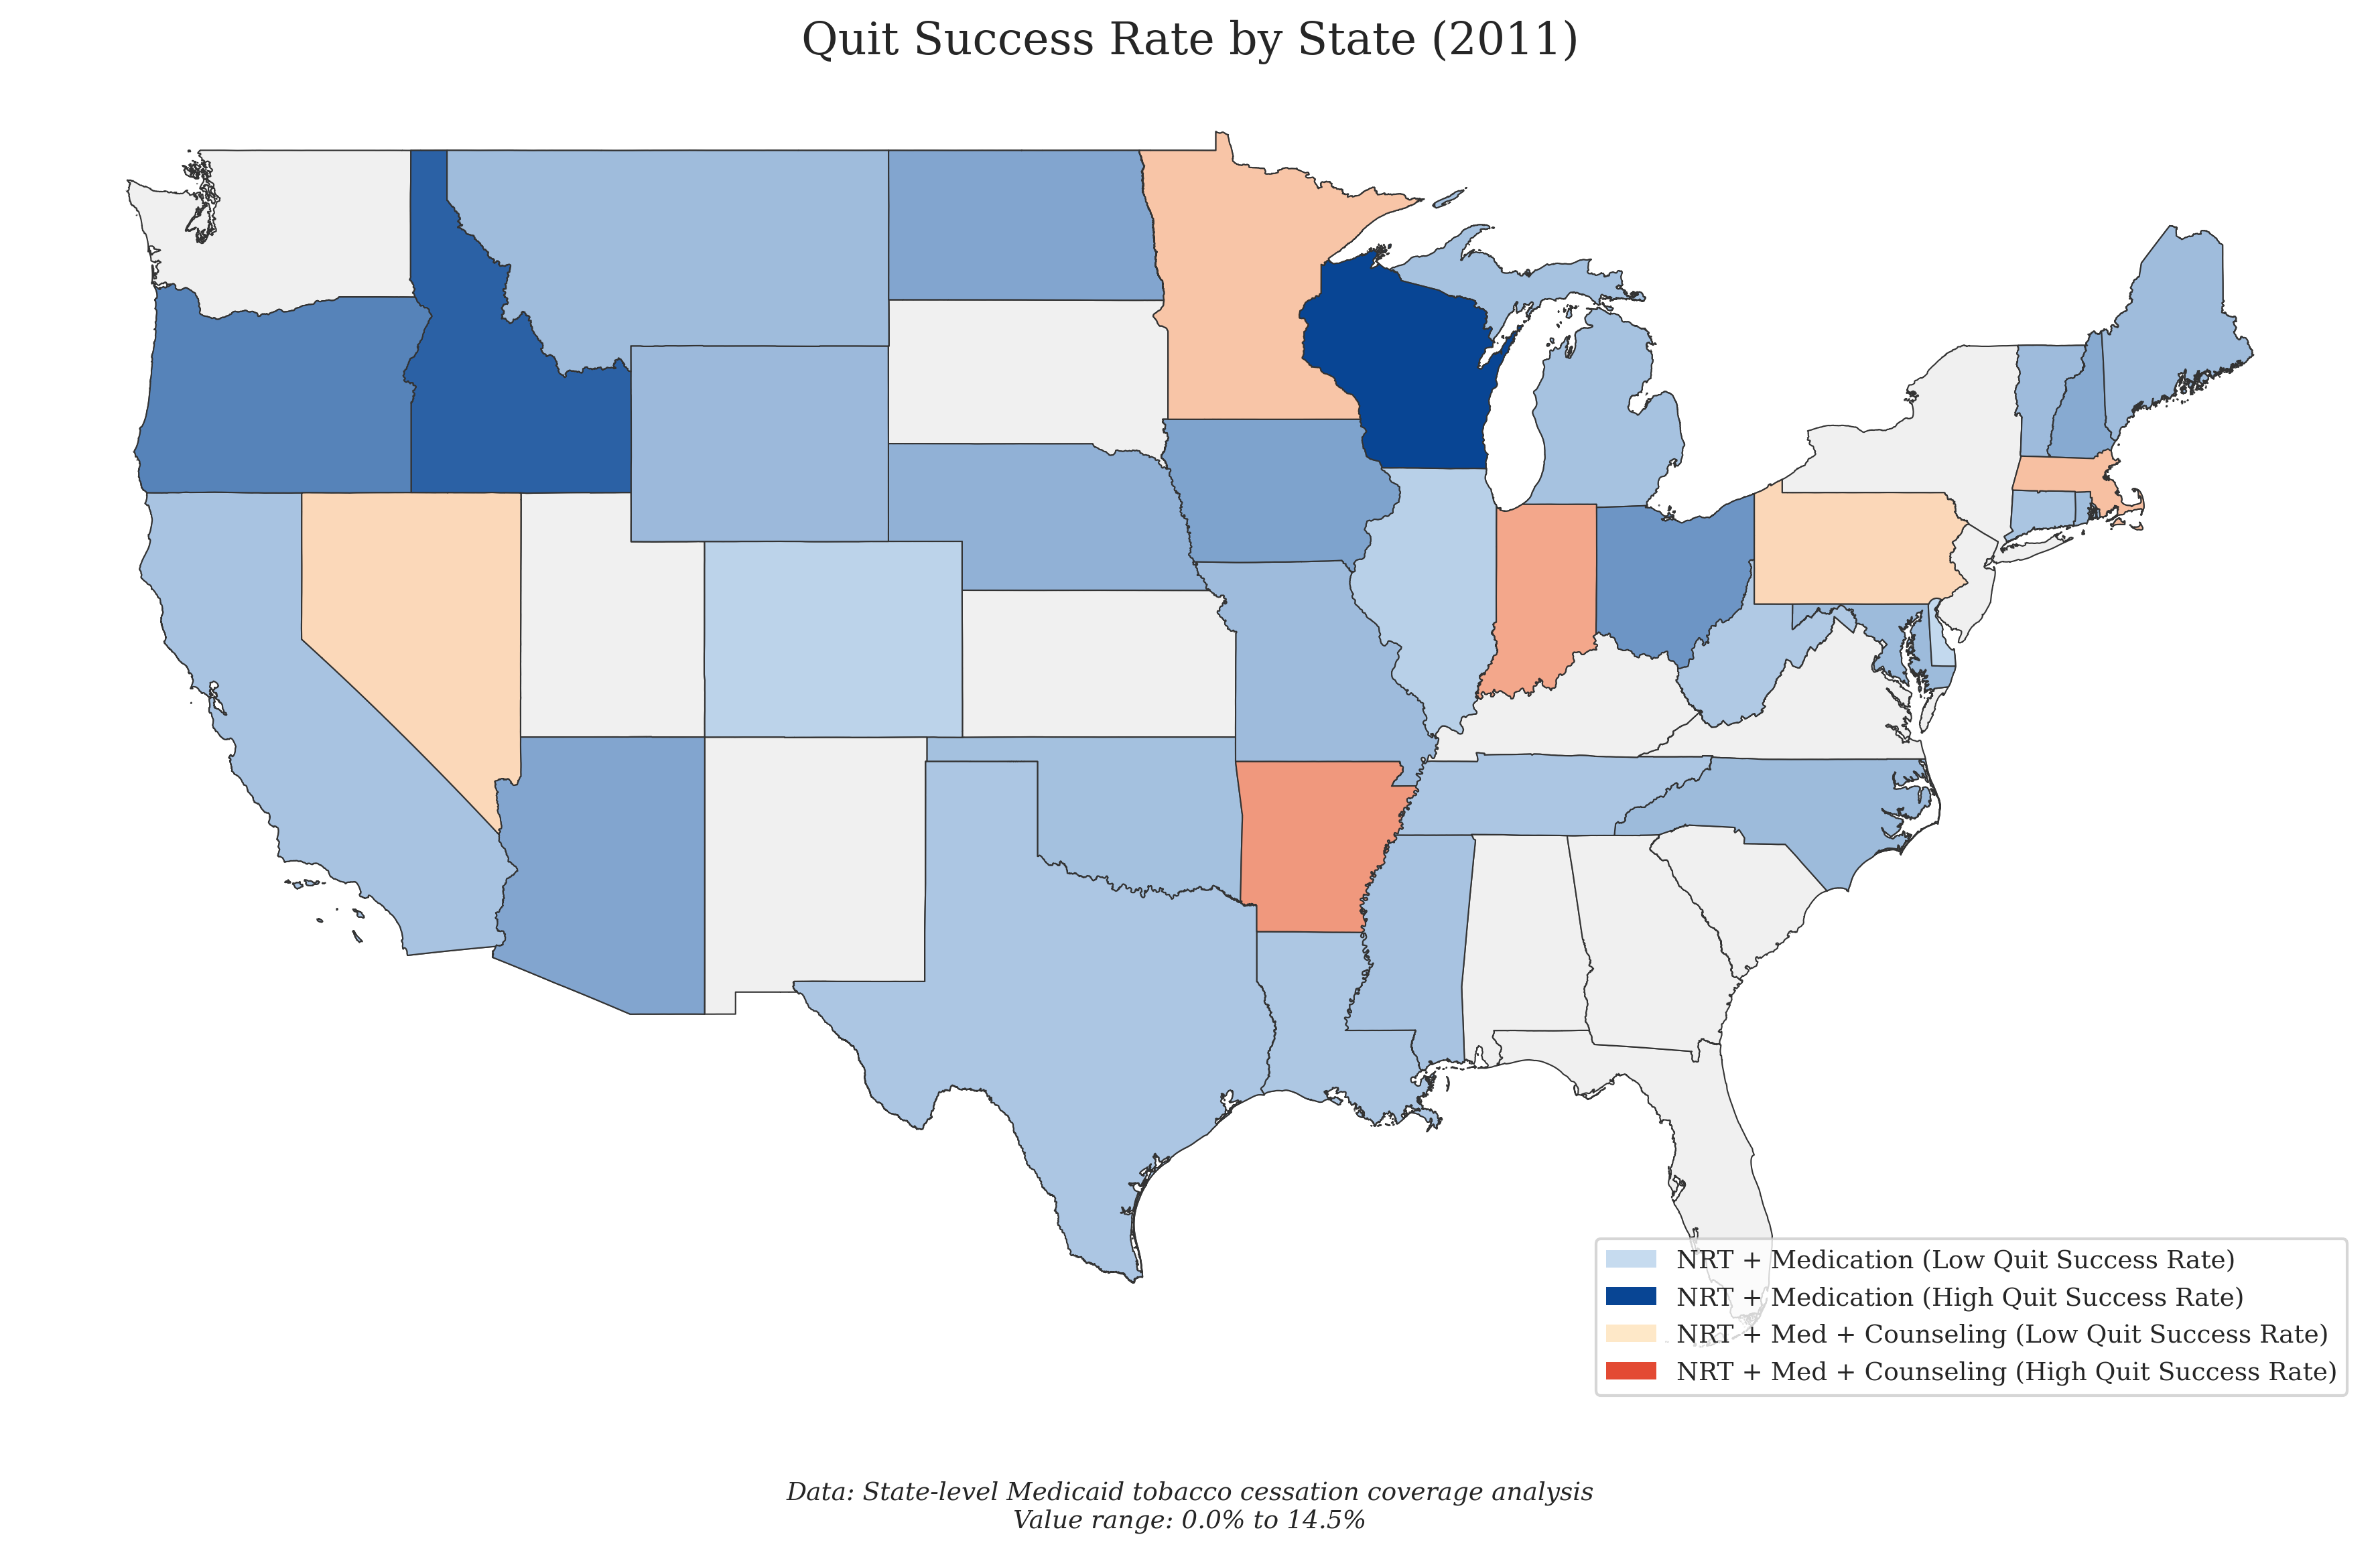 Quit Success Rate by State (2011)
NRT + Medication (Low Quit Success Rate)
NRT + Medication (High Quit Success Rate)
NRT + Med + Counseling (Low Quit Success Rate)
NRT + Med + Counseling (High Quit Success Rate)
Data: State-level Medicaid tobacco cessation coverage analysis
Value range: 0.0% to 14.5%